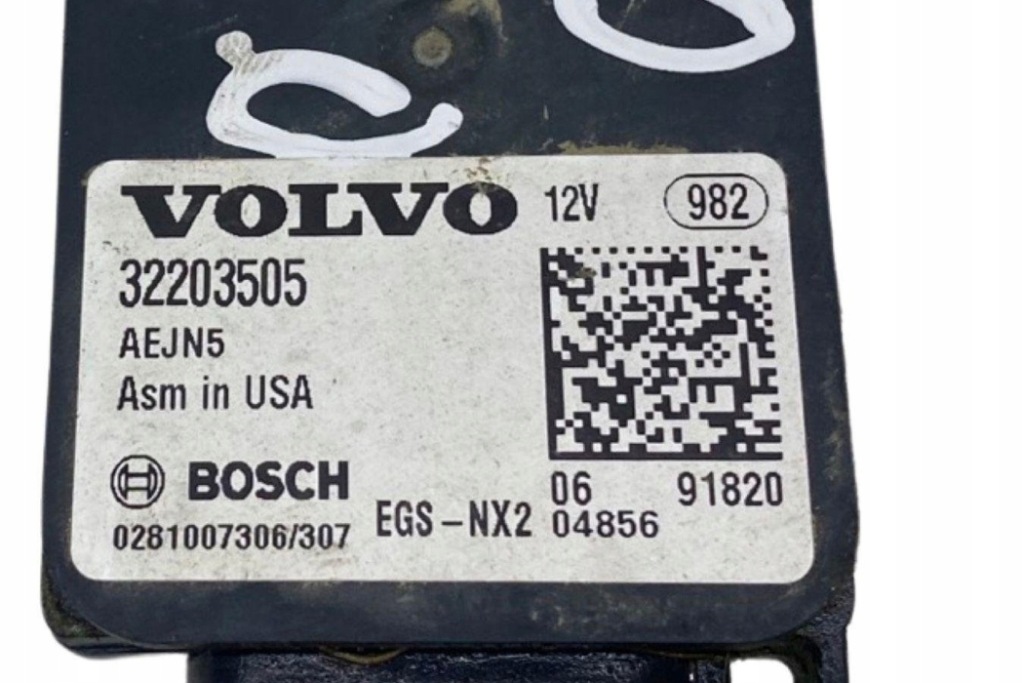 VOLVO 12V 982
32203505
AEJN5
Asm in USA
BOSCH
0281007306/307
EGS-NX2
06 91820
04856